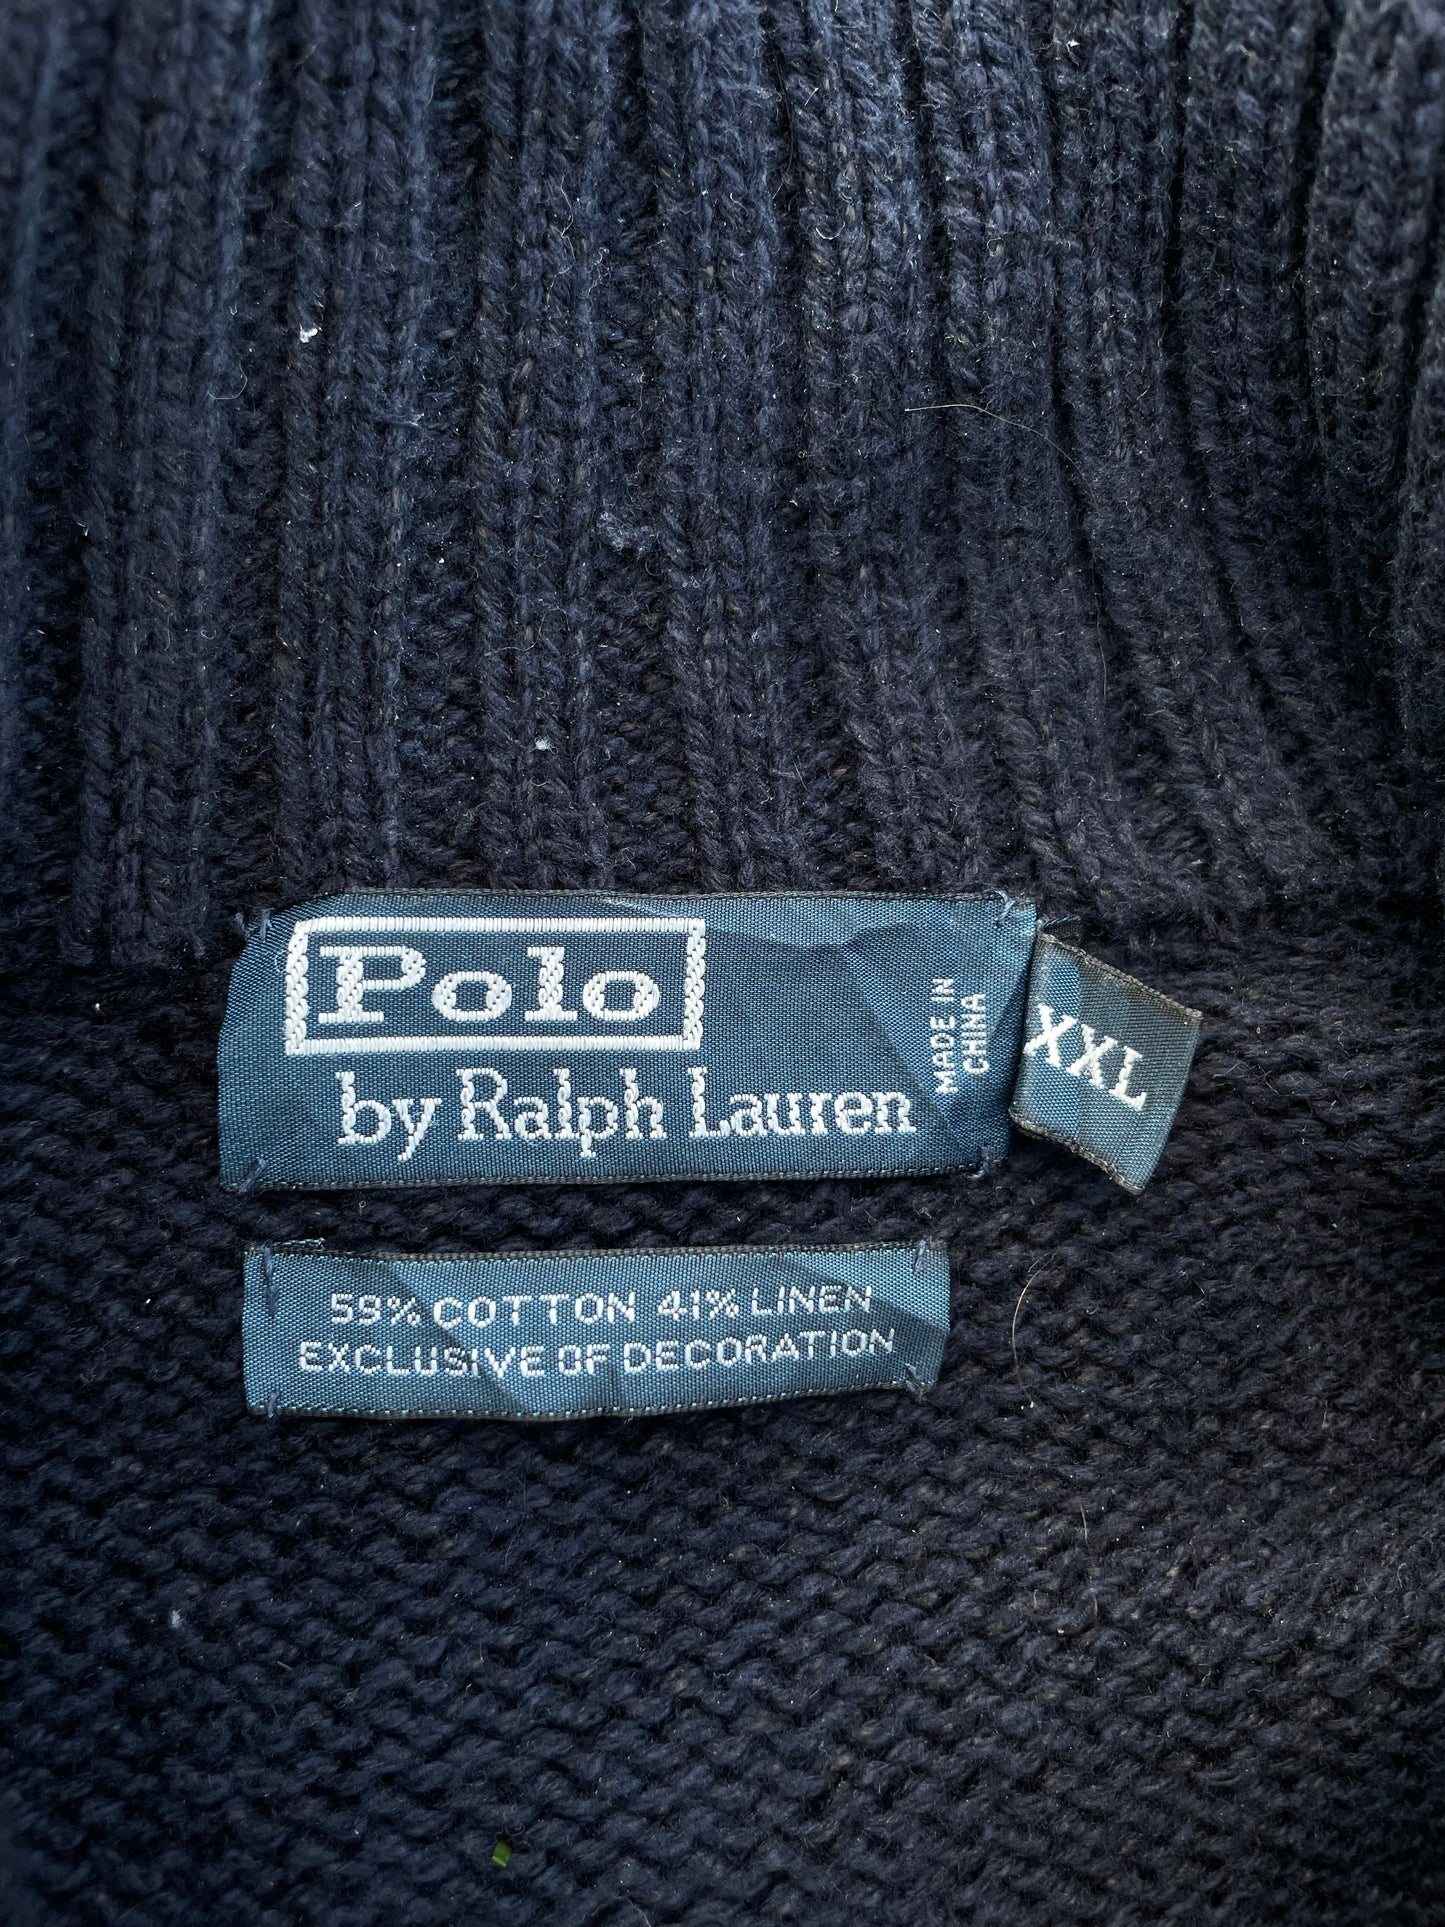 Polo
by Ralph Lauren
MADE IN
CHINA
XXL
59% COTTON 41% LINEN
EXCLUSIVE OF DECORATION